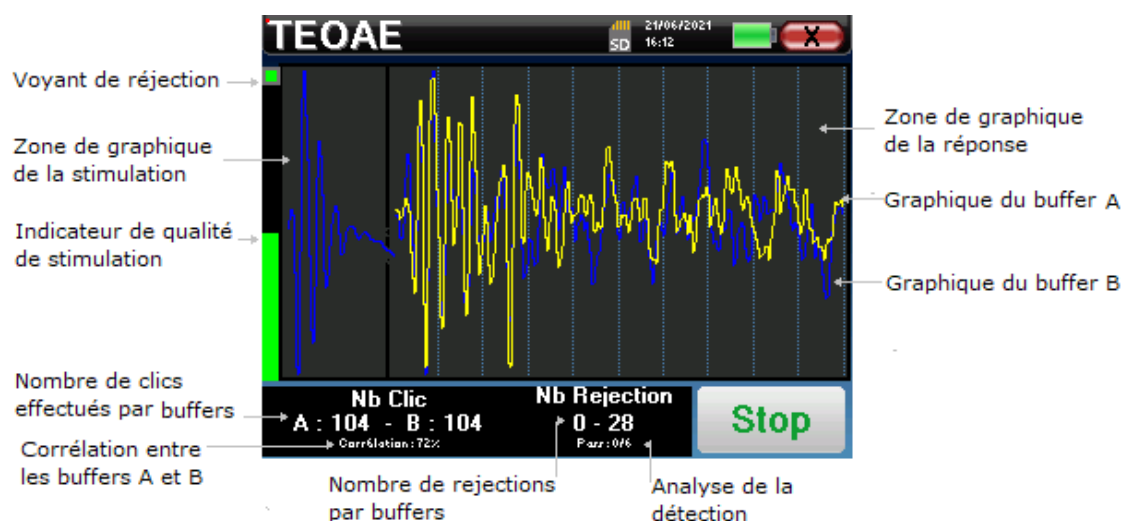 TEOAE
SD
21/06/2021
16:12
X
Voyant de réjection
Zone de graphique
de la stimulation
Indicateur de qualité
de stimulation
Nombre de clics
effectués par buffers
Corrélation entre
les buffers A et B
Zone de graphique
de la réponse
Graphique du buffer A
Graphique du buffer B
Nb Clic
A : 104 - B : 104
Corrélation : 72%
Nb Rejection
0 - 28
Pass : 0/6
Stop
Nombre de rejections
par buffers
Analyse de la
détection